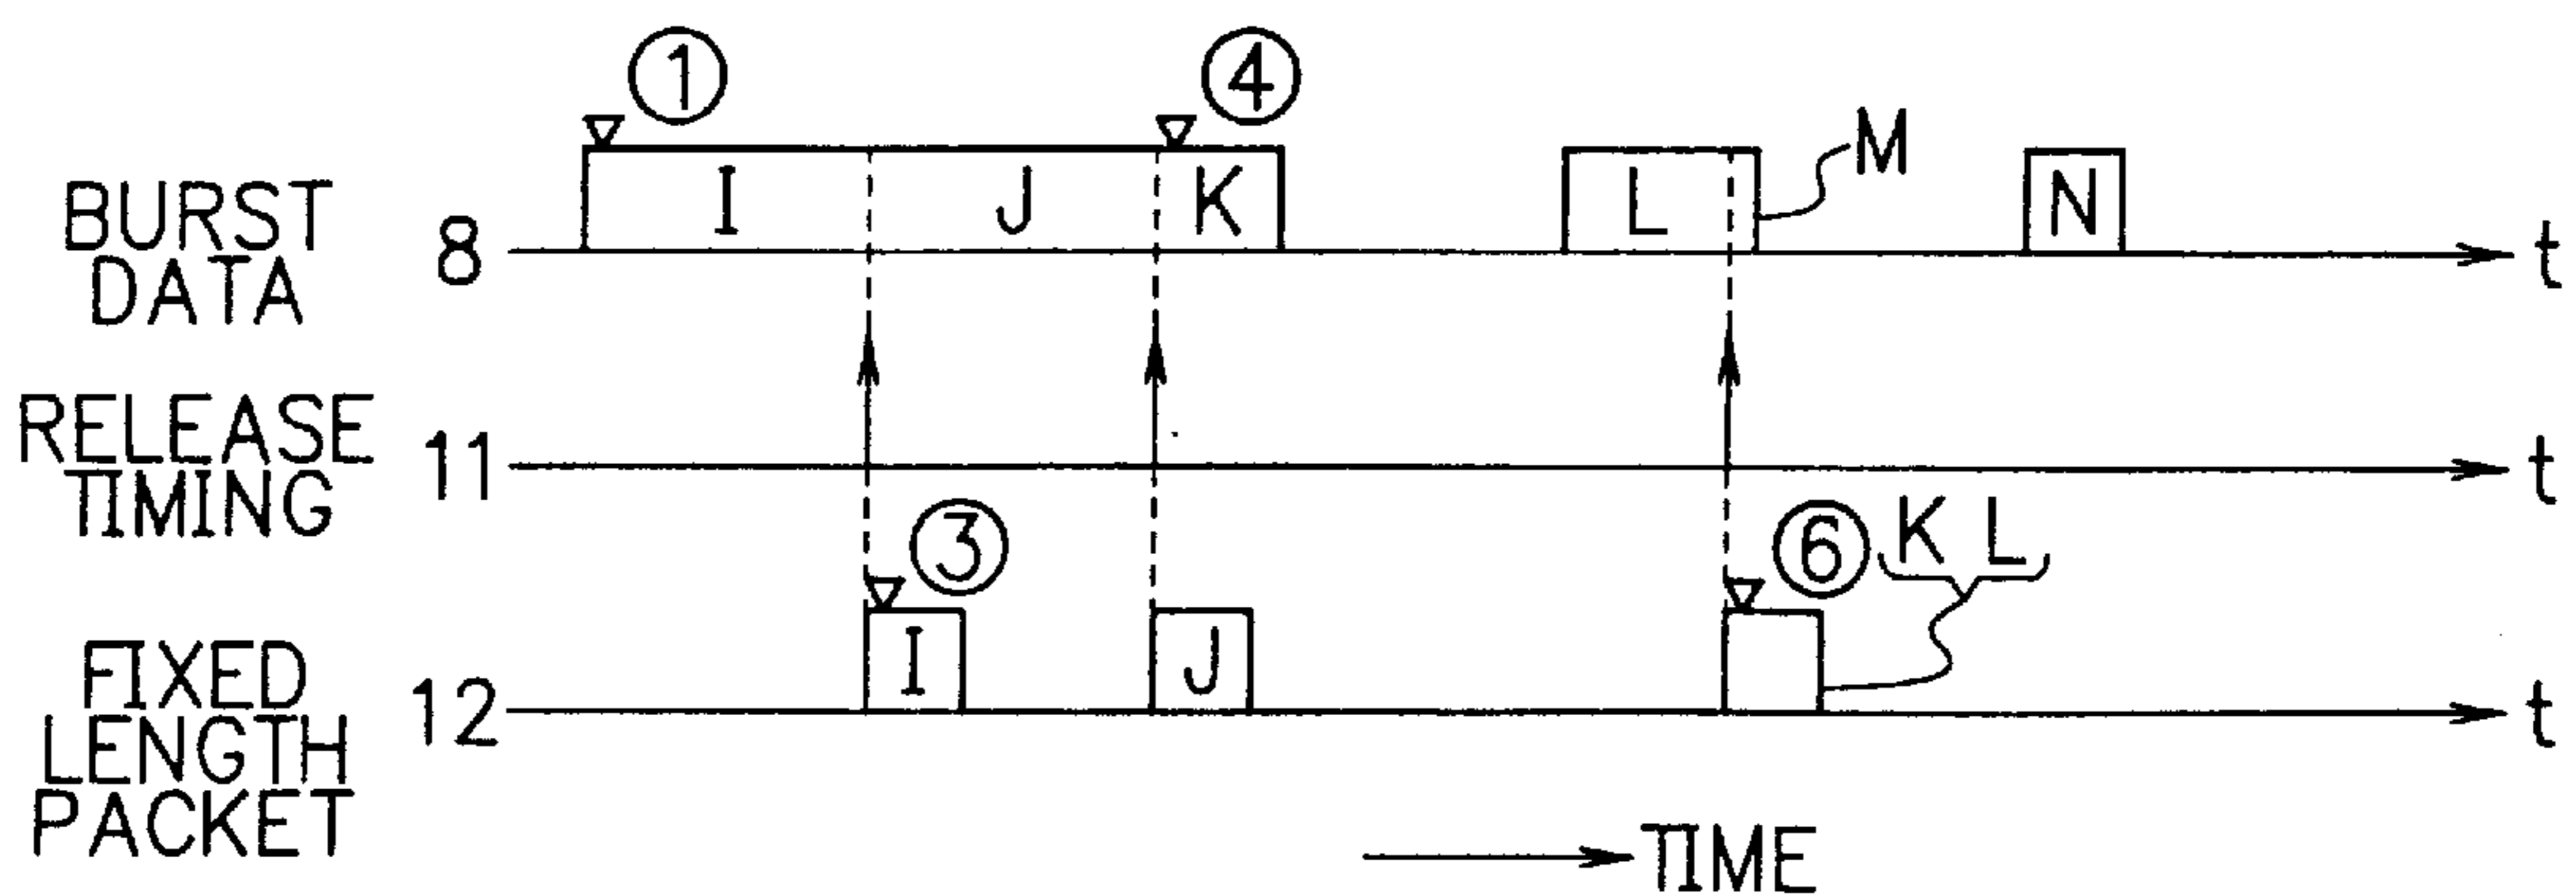 ① ④
I J K L M N
BURST
DATA 8 t
RELEASE
TIMING 11 t
③ ⑥ K L
I J
FIXED
LENGTH
PACKET 12 t
TIME